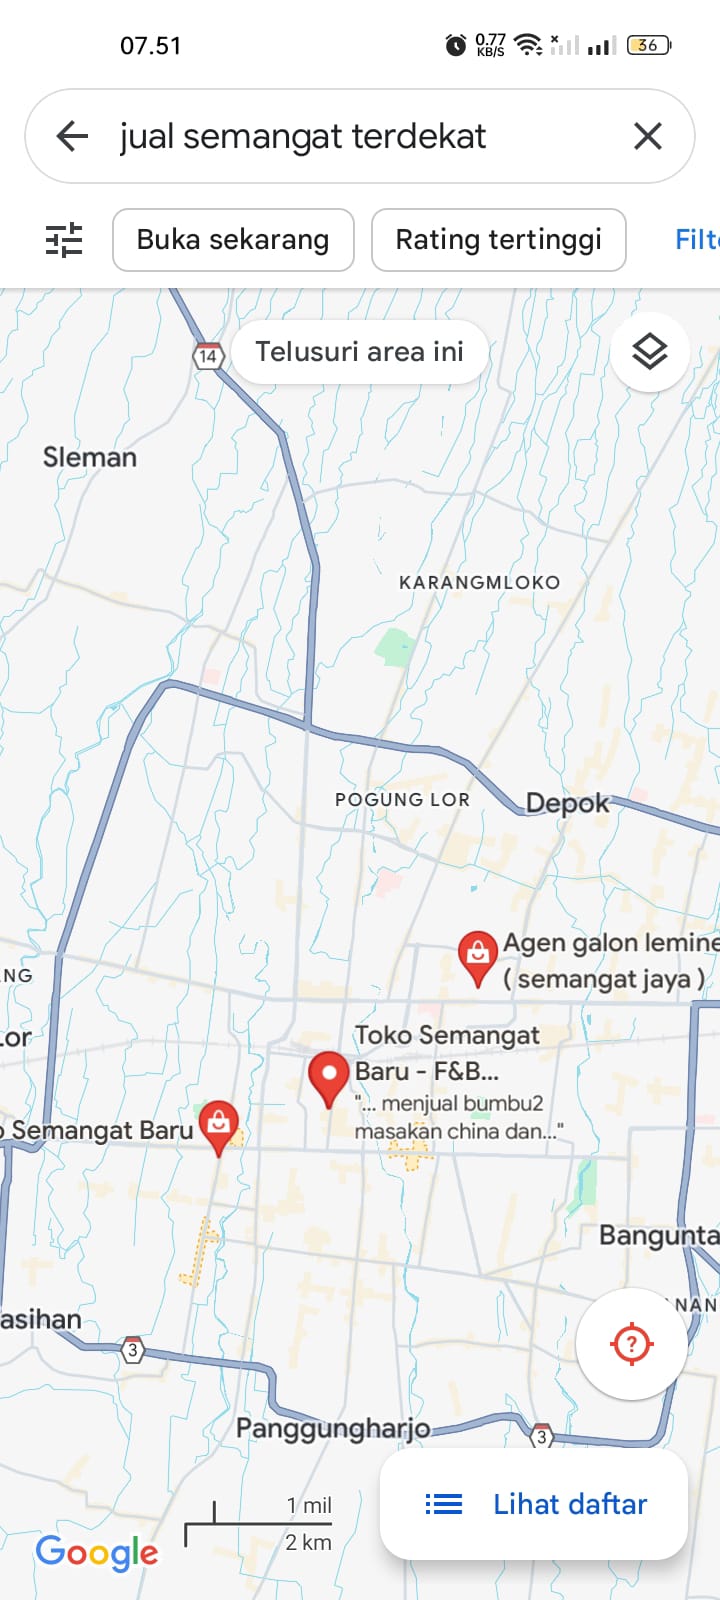 07.51
0.77
KB/S
36
jual semangat terdekat
Buka sekarang
Rating tertinggi
Filt
14
Telusuri area ini
Sleman
KARANGMLOKO
POGUNG LOR
Depok
Agen galon lemine
( semangat jaya )
NG
Lor
Toko Semangat
Baru - F&B...
"... menjual bumbu2
masakan china dan..."
Semangat Baru
Bangunta
NAN
asihan
3
?
Panggungharjo
3
1 mil
2 km
Lihat daftar
Google